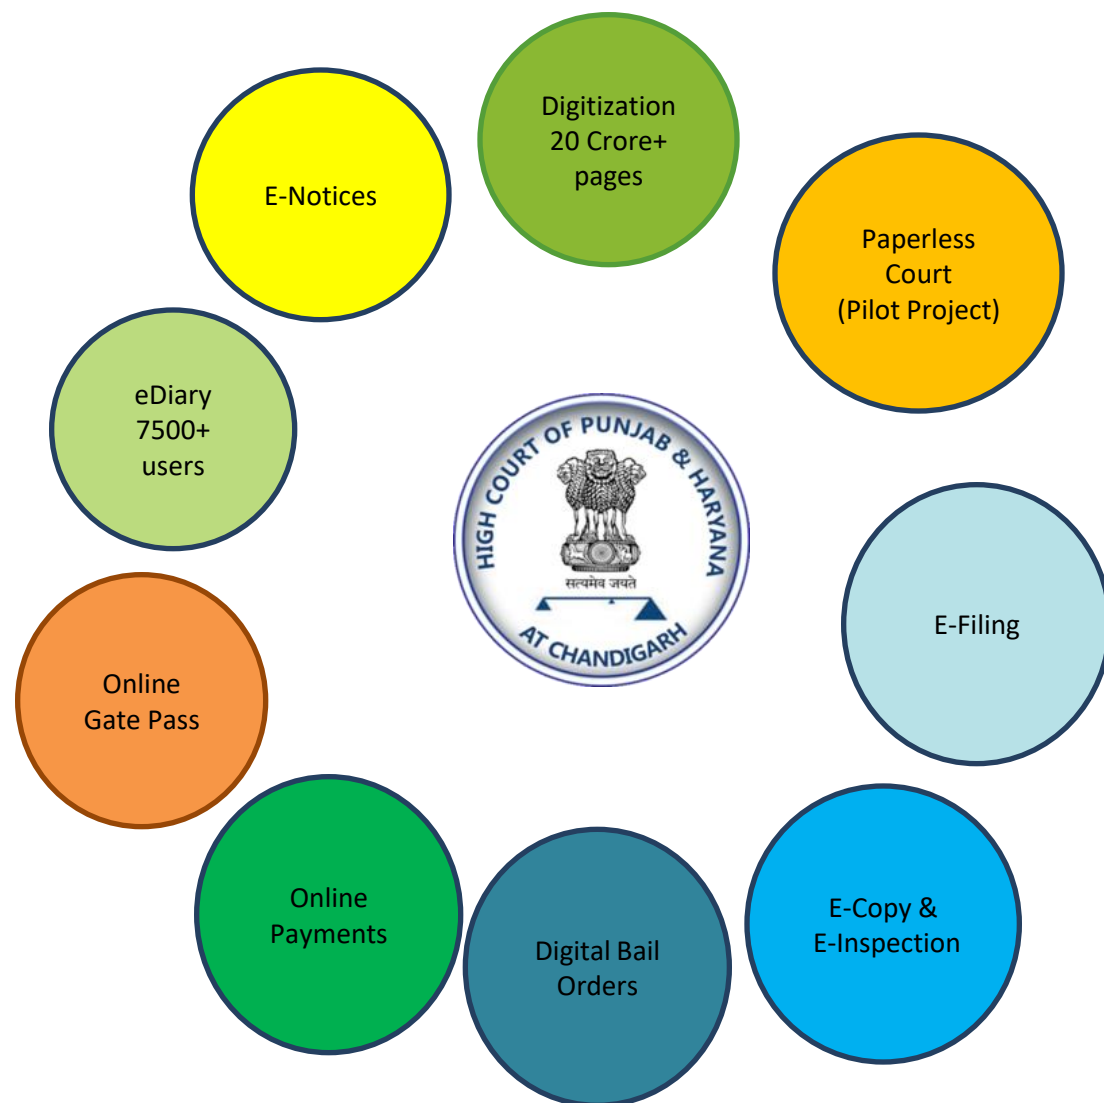 Digitization
20 Crore+
pages
E-Notices
Paperless
Court
(Pilot Project)
eDiary
7500+
users
HIGH COURT OF PUNJAB & HARYANA
सत्यमेव जयते
AT CHANDIGARH
E-Filing
Online
Gate Pass
Online
Payments
E-Copy &
E-Inspection
Digital Bail
Orders